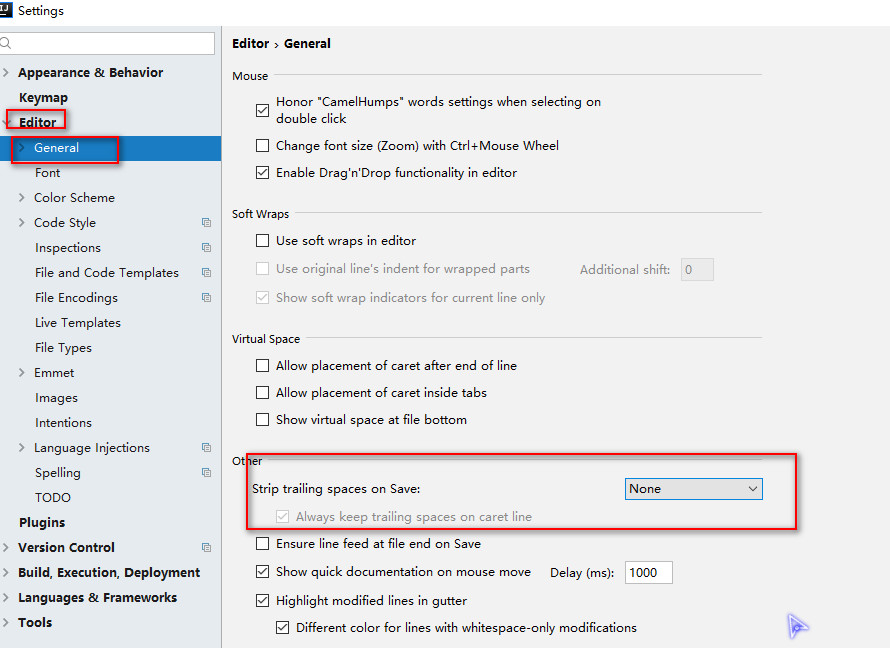 IJ
Settings
Appearance & Behavior
Keymap
Editor
General
Font
Color Scheme
Code Style
Inspections
File and Code Templates
File Encodings
Live Templates
File Types
Emmet
Images
Intentions
Language Injections
Spelling
TODO
Plugins
Version Control
Build, Execution, Deployment
Languages & Frameworks
Tools
Editor › General
Mouse
Honor "CamelHumps" words settings when selecting on
double click
Change font size (Zoom) with Ctrl+Mouse Wheel
Enable Drag'n'Drop functionality in editor
Soft Wraps
Use soft wraps in editor
Use original line's indent for wrapped parts Additional shift: 0
Show soft wrap indicators for current line only
Virtual Space
Allow placement of caret after end of line
Allow placement of caret inside tabs
Show virtual space at file bottom
Other
Strip trailing spaces on Save: None
Always keep trailing spaces on caret line
Ensure line feed at file end on Save
Show quick documentation on mouse move Delay (ms): 1000
Highlight modified lines in gutter
Different color for lines with whitespace-only modifications